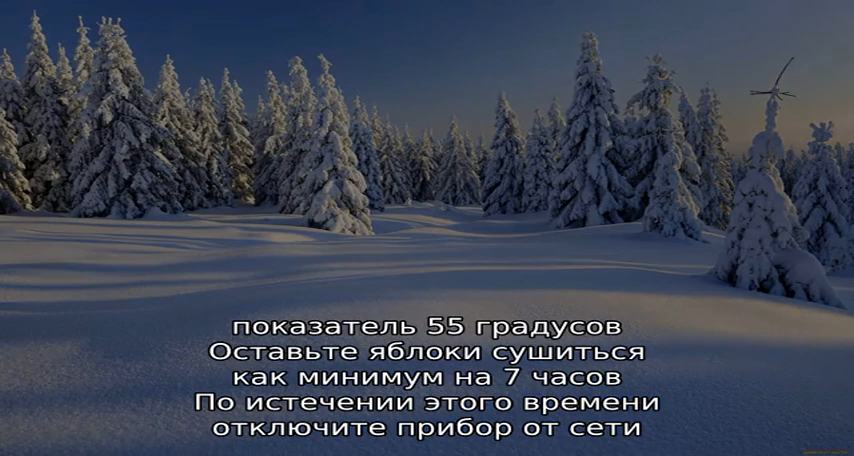 показатель 55 градусов
Оставьте яблоки сушиться
как минимум на 7 часов
По истечении этого времени
отключите прибор от сети